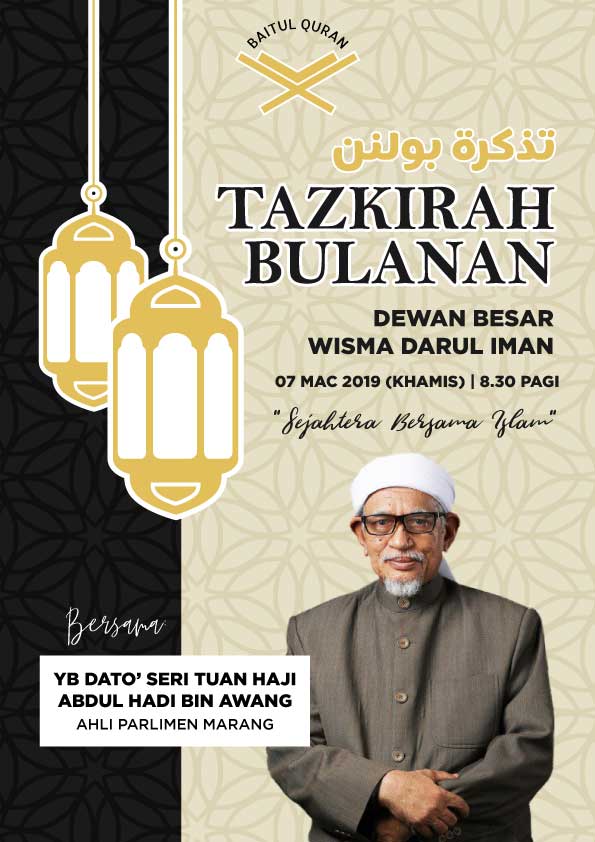 BAITUL QURAN
تذكرة بولنن
TAZKIRAH
BULANAN
DEWAN BESAR
WISMA DARUL IMAN
07 MAC 2019 (KHAMIS) | 8.30 PAGI
"Sejahtera Bersama Islam"
Bersama:
YB DATO' SERI TUAN HAJI
ABDUL HADI BIN AWANG
AHLI PARLIMEN MARANG